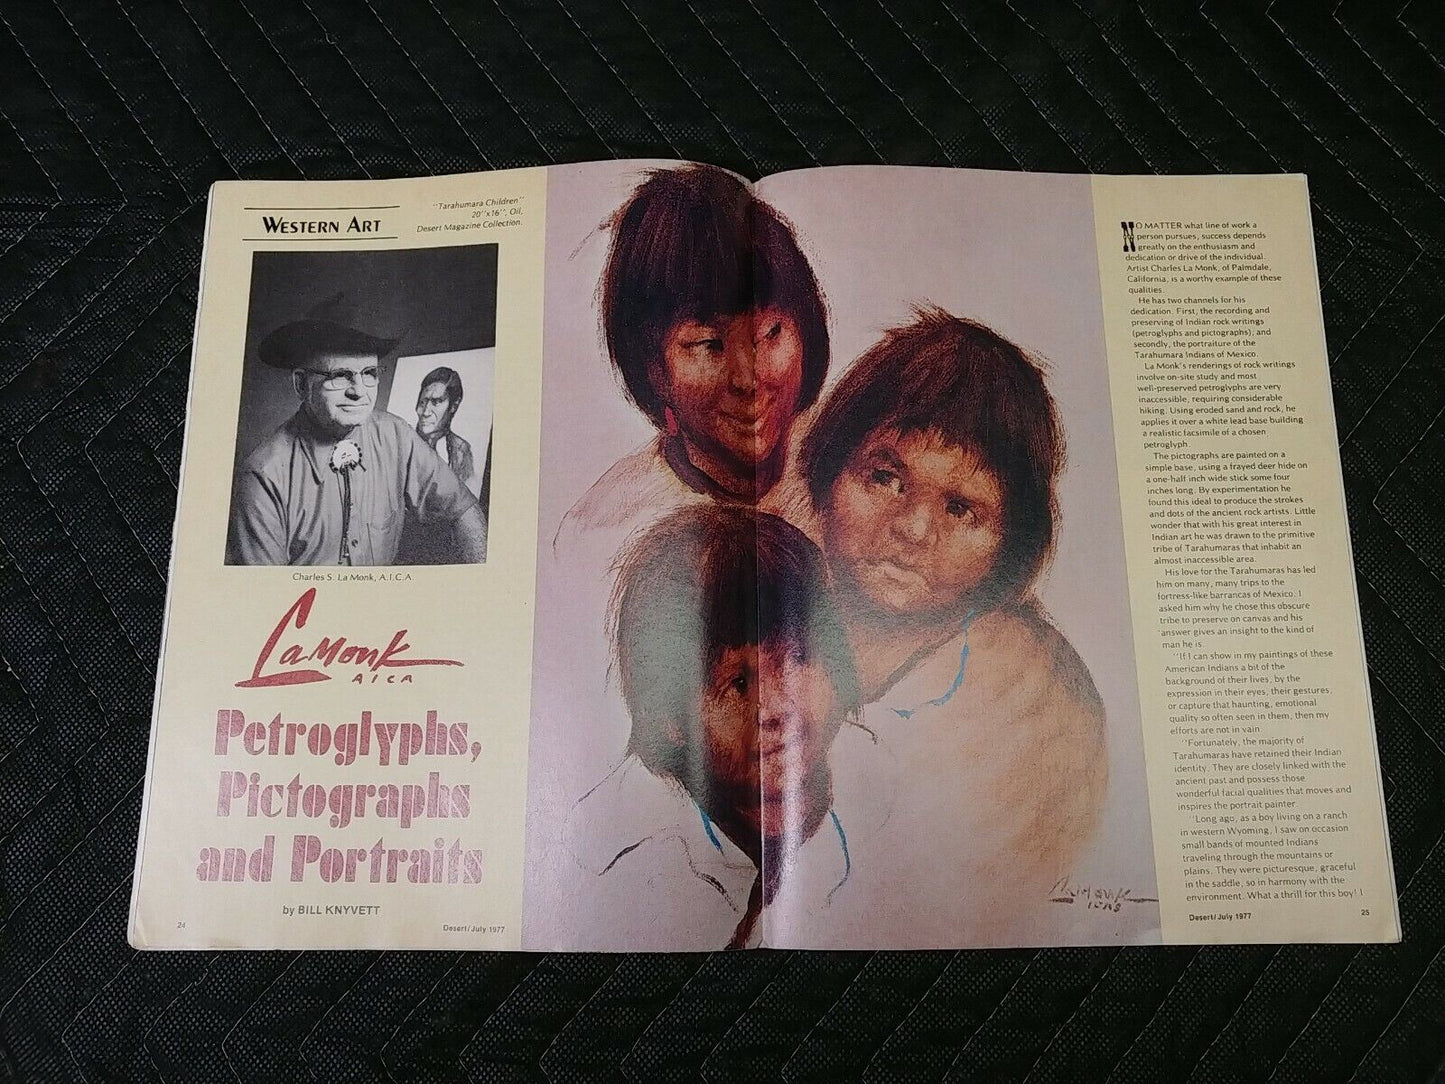 WESTERN ART
"Tarahumara Children"
20"x16", Oil,
Desert Magazine Collection.
Charles S. La Monk, A.I.C.A.
LaMonk
AICA
Petroglyphs,
Pictographs
and Portraits
by BILL KNYVETT
24
Desert/July 1977
LaMonk
NO MATTER what line of work a
person pursues, success depends
greatly on the enthusiasm and
dedication or drive of the individual.
Artist Charles La Monk, of Palmdale,
California, is a worthy example of these
qualities.
He has two channels for his
dedication. First, the recording and
preserving of Indian rock writings
(petroglyphs and pictographs), and
secondly, the portraiture of the
Tarahumara Indians of Mexico.
La Monk's renderings of rock writings
involve on-site study and most
well-preserved petroglyphs are very
inaccessible, requiring considerable
hiking. Using eroded sand and rock, he
applies it over a white lead base building
a realistic facsimile of a chosen
petroglyph.
The pictographs are painted on a
simple base, using a frayed deer hide on
a one-half inch wide stick some four
inches long. By experimentation he
found this ideal to produce the strokes
and dots of the ancient rock artists. Little
wonder that with his great interest in
Indian art he was drawn to the primitive
tribe of Tarahumaras that inhabit an
almost inaccessible area.
His love for the Tarahumaras has led
him on many, many trips to the
fortress-like barrancas of Mexico. I
asked him why he chose this obscure
tribe to preserve on canvas and his
answer gives an insight to the kind of
man he is.
"If I can show in my paintings of these
American Indians a bit of the
background of their lives, by the
expression in their eyes, their gestures,
or capture that haunting, emotional
quality so often seen in them, then my
efforts are not in vain.
"Fortunately, the majority of
Tarahumaras have retained their Indian
identity. They are closely linked with the
ancient past and possess those
wonderful facial qualities that moves and
inspires the portrait painter.
"Long ago, as a boy living on a ranch
in western Wyoming, I saw on occasion
small bands of mounted Indians
traveling through the mountains or
plains. They were picturesque, graceful
in the saddle, so in harmony with the
environment. What a thrill for this boy! I
Desert/July 1977
25